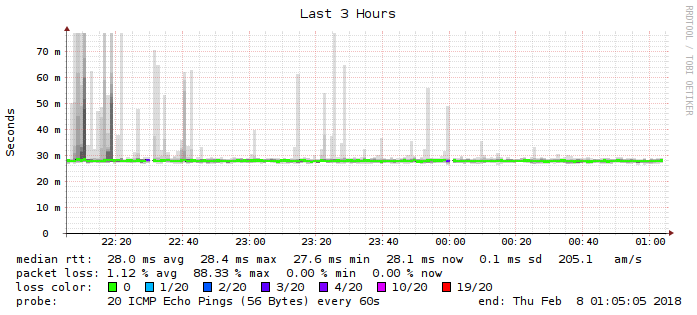 Last 3 Hours
RRDTOOL / TOBI OETIKER
Seconds
70 m
60 m
50 m
40 m
30 m
20 m
10 m
0
22:20 22:40 23:00 23:20 23:40 00:00 00:20 00:40 01:00
median rtt: 28.0 ms avg 28.4 ms max 27.6 ms min 28.1 ms now 0.1 ms sd 205.1 am/s
packet loss: 1.12 % avg 88.33 % max 0.00 % min 0.00 % now
loss color: 0 1/20 2/20 3/20 4/20 10/20 19/20
probe: 20 ICMP Echo Pings (56 Bytes) every 60s end: Thu Feb 8 01:05:05 2018